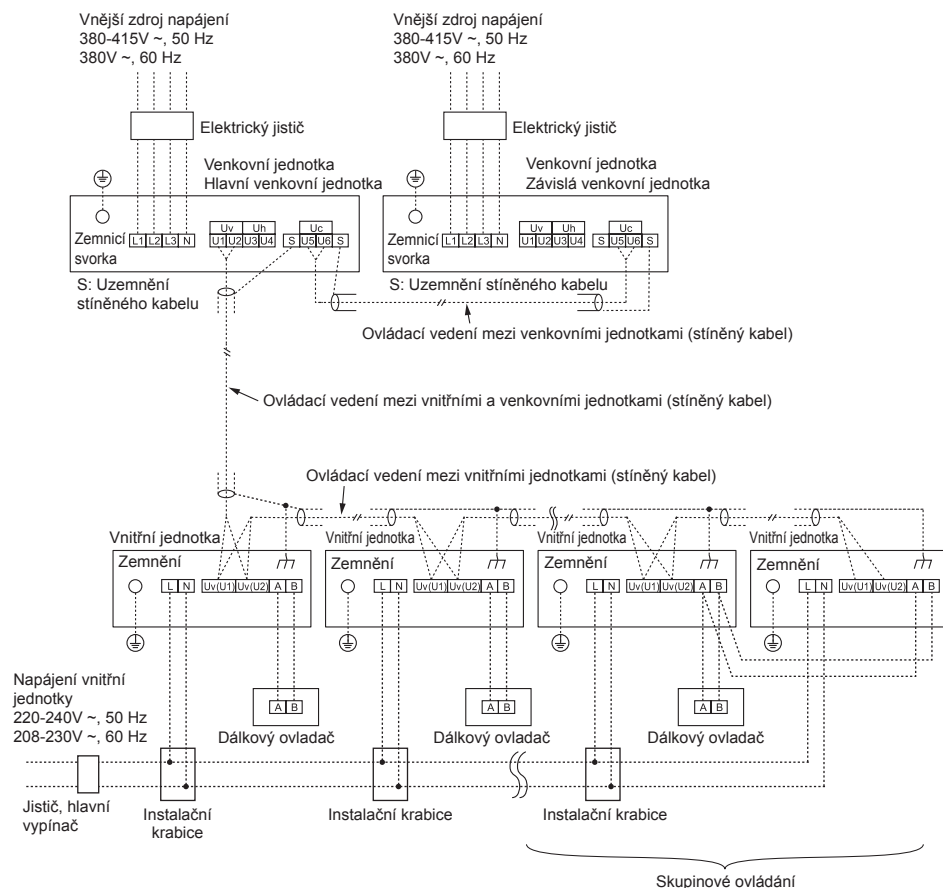 Vnější zdroj napájení
380-415V ~, 50 Hz
380V ~, 60 Hz
Vnější zdroj napájení
380-415V ~, 50 Hz
380V ~, 60 Hz
Elektrický jistič
Elektrický jistič
Venkovní jednotka
Hlavní venkovní jednotka
Venkovní jednotka
Závislá venkovní jednotka
Zemnicí
svorka
L1 L2 L3 N
Uv Uh
U1 U2 U3 U4
Uc
S U5 U6 S
Zemnicí
svorka
L1 L2 L3 N
Uv Uh
U1 U2 U3 U4
Uc
S U5 U6 S
S: Uzemnění
stíněného kabelu
S: Uzemnění stíněného kabelu
Ovládací vedení mezi venkovními jednotkami (stíněný kabel)
Ovládací vedení mezi vnitřními a venkovními jednotkami (stíněný kabel)
Ovládací vedení mezi vnitřními jednotkami (stíněný kabel)
Vnitřní jednotka
Vnitřní jednotka
Vnitřní jednotka
Vnitřní jednotka
Zemnění
Zemnění
Zemnění
Zemnění
L N Uv(U1) Uv(U2) A B
L N Uv(U1) Uv(U2) A B
L N Uv(U1) Uv(U2) A B
L N Uv(U1) Uv(U2) A B
Napájení vnitřní
jednotky
220-240V ~, 50 Hz
208-230V ~, 60 Hz
A B
A B
A B
Dálkový ovladač
Dálkový ovladač
Dálkový ovladač
Jistič, hlavní
vypínač
Instalační
krabice
Instalační
krabice
Instalační
krabice
Skupinové ovládání